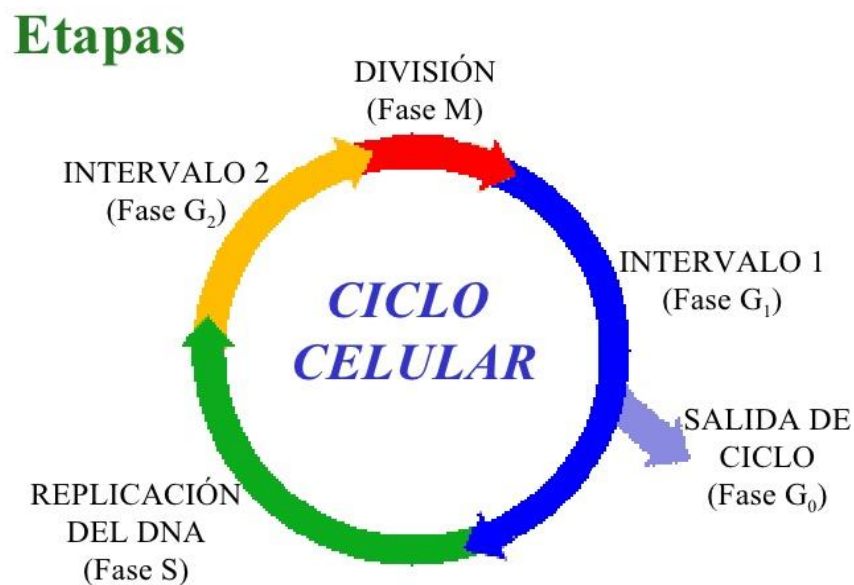 Etapas
DIVISIÓN
(Fase M)
INTERVALO 2
(Fase G₂)
INTERVALO 1
(Fase G₁)
CICLO
CELULAR
SALIDA DE
CICLO
(Fase G₀)
REPLICACIÓN
DEL DNA
(Fase S)